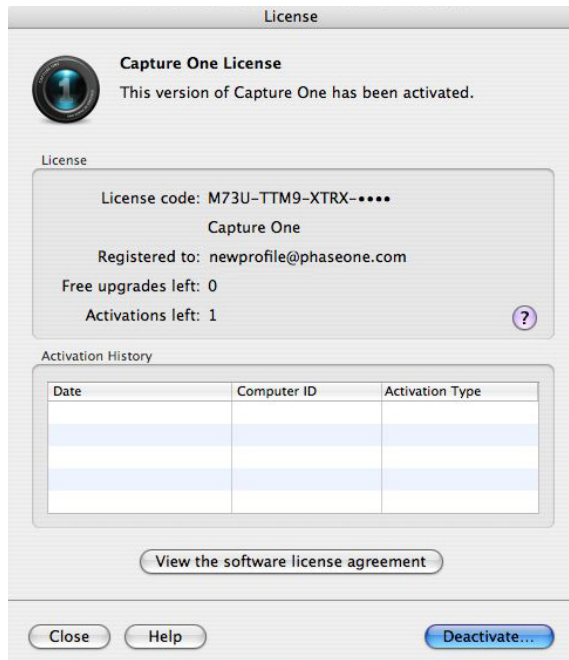 License
Capture One License
This version of Capture One has been activated.
License
License code: M73U-TTM9-XTRX-••••
Capture One
Registered to: newprofile@phaseone.com
Free upgrades left: 0
Activations left: 1
?
Activation History
Date Computer ID Activation Type
View the software license agreement
Close Help Deactivate...